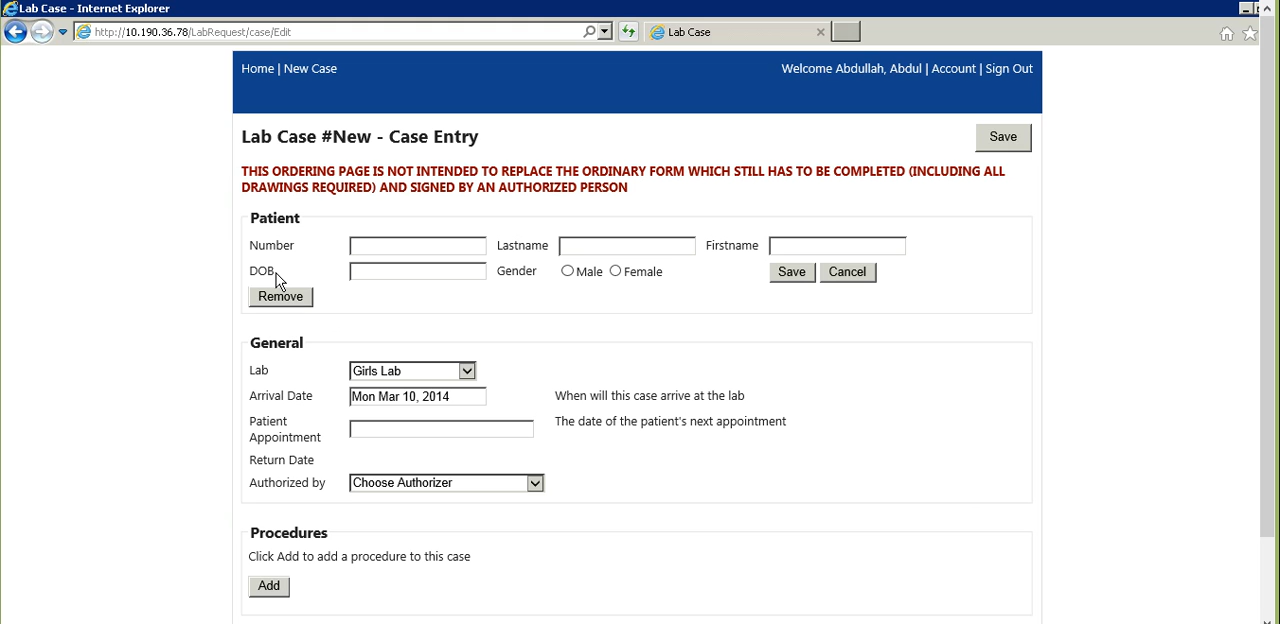 Lab Case - Internet Explorer
http://10.190.36.78/LabRequest/case/Edit
Lab Case
Home | New Case
Welcome Abdullah, Abdul | Account | Sign Out
Lab Case #New - Case Entry
Save
THIS ORDERING PAGE IS NOT INTENDED TO REPLACE THE ORDINARY FORM WHICH STILL HAS TO BE COMPLETED (INCLUDING ALL
DRAWINGS REQUIRED) AND SIGNED BY AN AUTHORIZED PERSON
Patient
Number Lastname Firstname
DOB Gender Male Female Save Cancel
Remove
General
Lab Girls Lab
Arrival Date Mon Mar 10, 2014 When will this case arrive at the lab
Patient
Appointment
The date of the patient's next appointment
Return Date
Authorized by Choose Authorizer
Procedures
Click Add to add a procedure to this case
Add